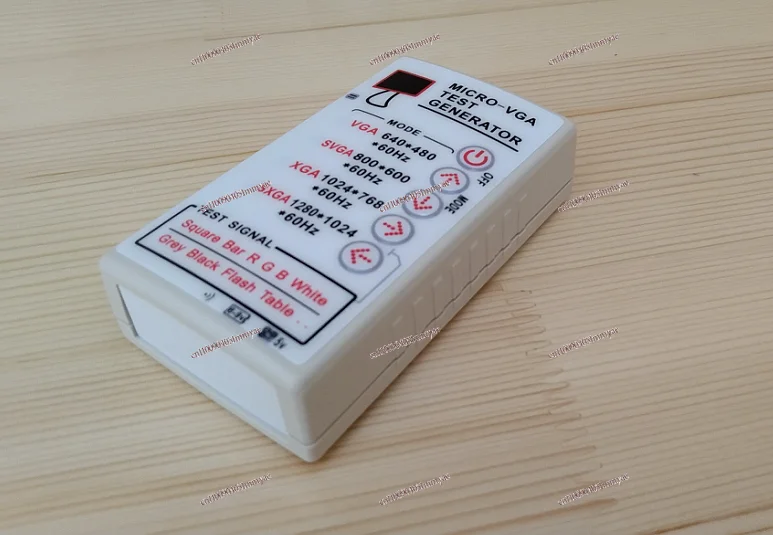 MICRO-VGA
TEST
GENERATOR
MODE
VGA 640*480
*60Hz
SVGA 800*600
*60Hz
XGA 1024*768
*60Hz
SXGA 1280*1024
*60Hz
OFF
MODE
TEST SIGNAL
Square Bar R G B White
Grey Black Flash Table . .
5v